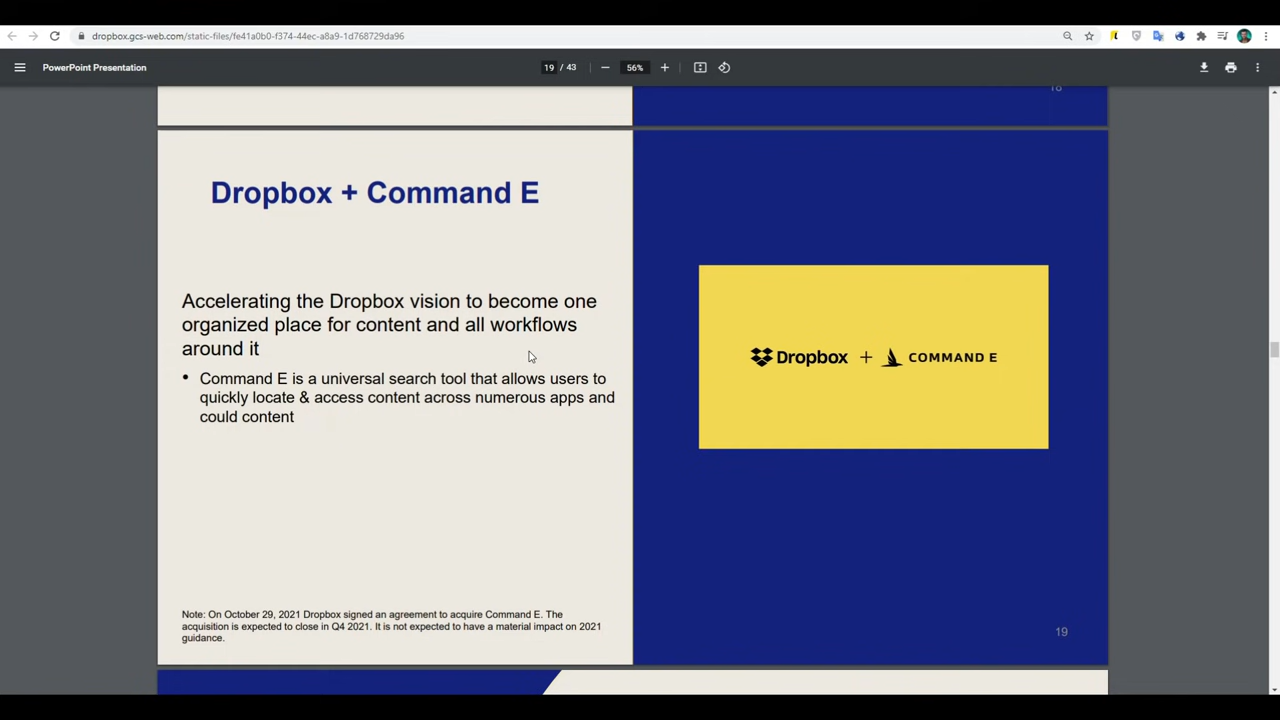 dropbox.gcs-web.com/static-files/fe41a0b0-f374-44ec-a8a9-1d768729da96
PowerPoint Presentation
19 / 43
56%
18
Dropbox + Command E
Accelerating the Dropbox vision to become one
organized place for content and all workflows
around it
• Command E is a universal search tool that allows users to
quickly locate & access content across numerous apps and
could content
Dropbox + COMMAND E
Note: On October 29, 2021 Dropbox signed an agreement to acquire Command E. The
acquisition is expected to close in Q4 2021. It is not expected to have a material impact on 2021
guidance.
19